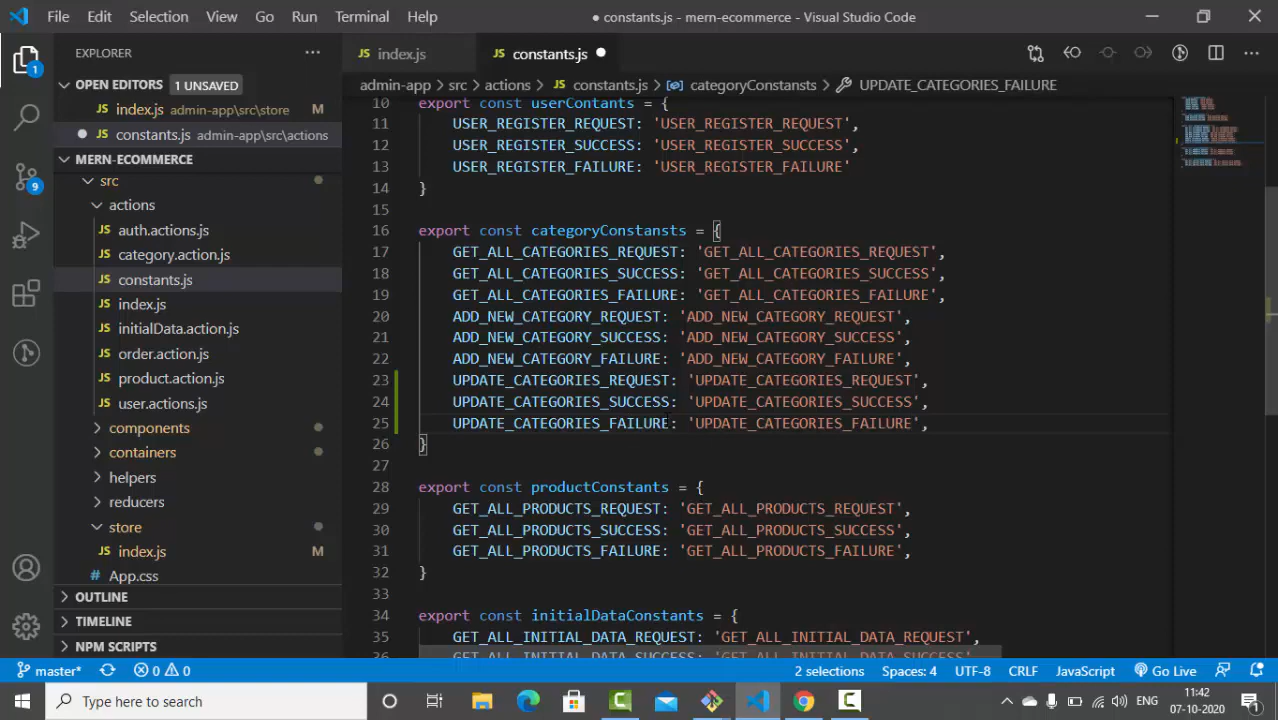 File Edit Selection View Go Run Terminal Help
● constants.js - mern-ecommerce - Visual Studio Code
EXPLORER
index.js
constants.js
OPEN EDITORS 1 UNSAVED
admin-app > src > actions > constants.js > categoryConstansts > UPDATE_CATEGORIES_FAILURE
index.js admin-app\src\store M
constants.js admin-app\src\actions
MERN-ECOMMERCE
src
actions
auth.actions.js
category.action.js
constants.js
index.js
initialData.action.js
order.action.js
product.action.js
user.actions.js
components
containers
helpers
reducers
store
index.js M
App.css
OUTLINE
TIMELINE
NPM SCRIPTS
10 export const userContants = {
11 USER_REGISTER_REQUEST: 'USER_REGISTER_REQUEST',
12 USER_REGISTER_SUCCESS: 'USER_REGISTER_SUCCESS',
13 USER_REGISTER_FAILURE: 'USER_REGISTER_FAILURE'
14 }
15
16 export const categoryConstansts = {
17 GET_ALL_CATEGORIES_REQUEST: 'GET_ALL_CATEGORIES_REQUEST',
18 GET_ALL_CATEGORIES_SUCCESS: 'GET_ALL_CATEGORIES_SUCCESS',
19 GET_ALL_CATEGORIES_FAILURE: 'GET_ALL_CATEGORIES_FAILURE',
20 ADD_NEW_CATEGORY_REQUEST: 'ADD_NEW_CATEGORY_REQUEST',
21 ADD_NEW_CATEGORY_SUCCESS: 'ADD_NEW_CATEGORY_SUCCESS',
22 ADD_NEW_CATEGORY_FAILURE: 'ADD_NEW_CATEGORY_FAILURE',
23 UPDATE_CATEGORIES_REQUEST: 'UPDATE_CATEGORIES_REQUEST',
24 UPDATE_CATEGORIES_SUCCESS: 'UPDATE_CATEGORIES_SUCCESS',
25 UPDATE_CATEGORIES_FAILURE: 'UPDATE_CATEGORIES_FAILURE',
26 }
27
28 export const productConstants = {
29 GET_ALL_PRODUCTS_REQUEST: 'GET_ALL_PRODUCTS_REQUEST',
30 GET_ALL_PRODUCTS_SUCCESS: 'GET_ALL_PRODUCTS_SUCCESS',
31 GET_ALL_PRODUCTS_FAILURE: 'GET_ALL_PRODUCTS_FAILURE',
32 }
33
34 export const initialDataConstants = {
35 GET_ALL_INITIAL_DATA_REQUEST: 'GET_ALL_INITIAL_DATA_REQUEST',
36 GET_ALL_INITIAL_DATA_SUCCESS: 'GET_ALL_INITIAL_DATA_SUCCESS',
1
9
master* 0 0 2 selections Spaces: 4 UTF-8 CRLF JavaScript Go Live
Type here to search
ENG 11:42
07-10-2020
1